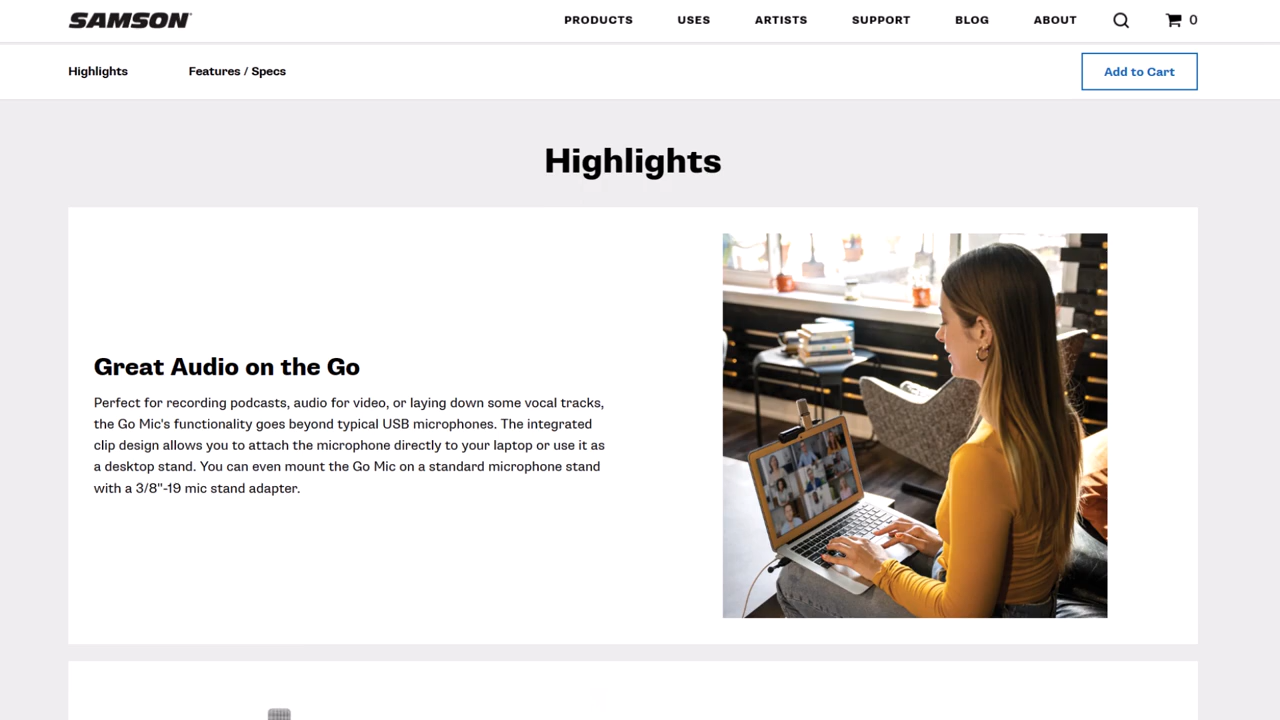 SAMSON
PRODUCTS USES ARTISTS SUPPORT BLOG ABOUT 0
Highlights Features / Specs Add to Cart
Highlights
Great Audio on the Go
Perfect for recording podcasts, audio for video, or laying down some vocal tracks,
the Go Mic's functionality goes beyond typical USB microphones. The integrated
clip design allows you to attach the microphone directly to your laptop or use it as
a desktop stand. You can even mount the Go Mic on a standard microphone stand
with a 3/8"-19 mic stand adapter.